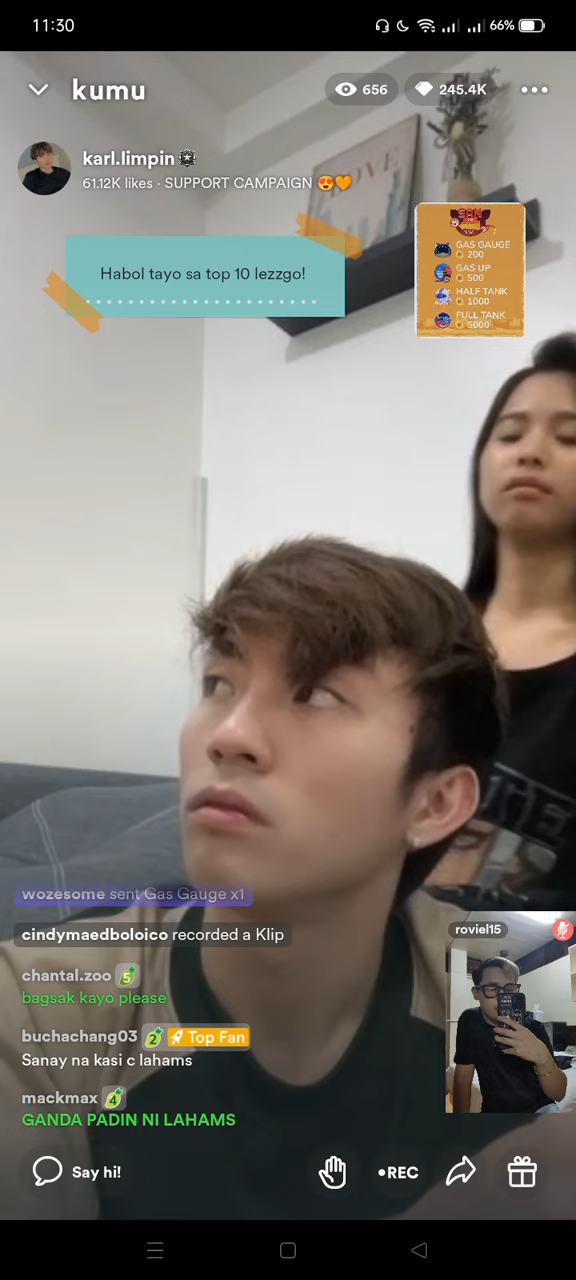 11:30
66%
kumu
656
245.4K
karl.limpin
61.12K likes · SUPPORT CAMPAIGN 😍🧡
LOVE
Habol tayo sa top 10 lezzgo!
GAS GAUGE
200
GAS UP
500
HALF TANK
1000
FULL TANK
5000
wozesome sent Gas Gauge x1
cindymaedboloico recorded a Klip
roviel15
chantal.zoo 5
bagsak kayo please
buchachang03 2 Top Fan
Sanay na kasi c lahams
mackmax 4
GANDA PADIN NI LAHAMS
Say hi!
•REC